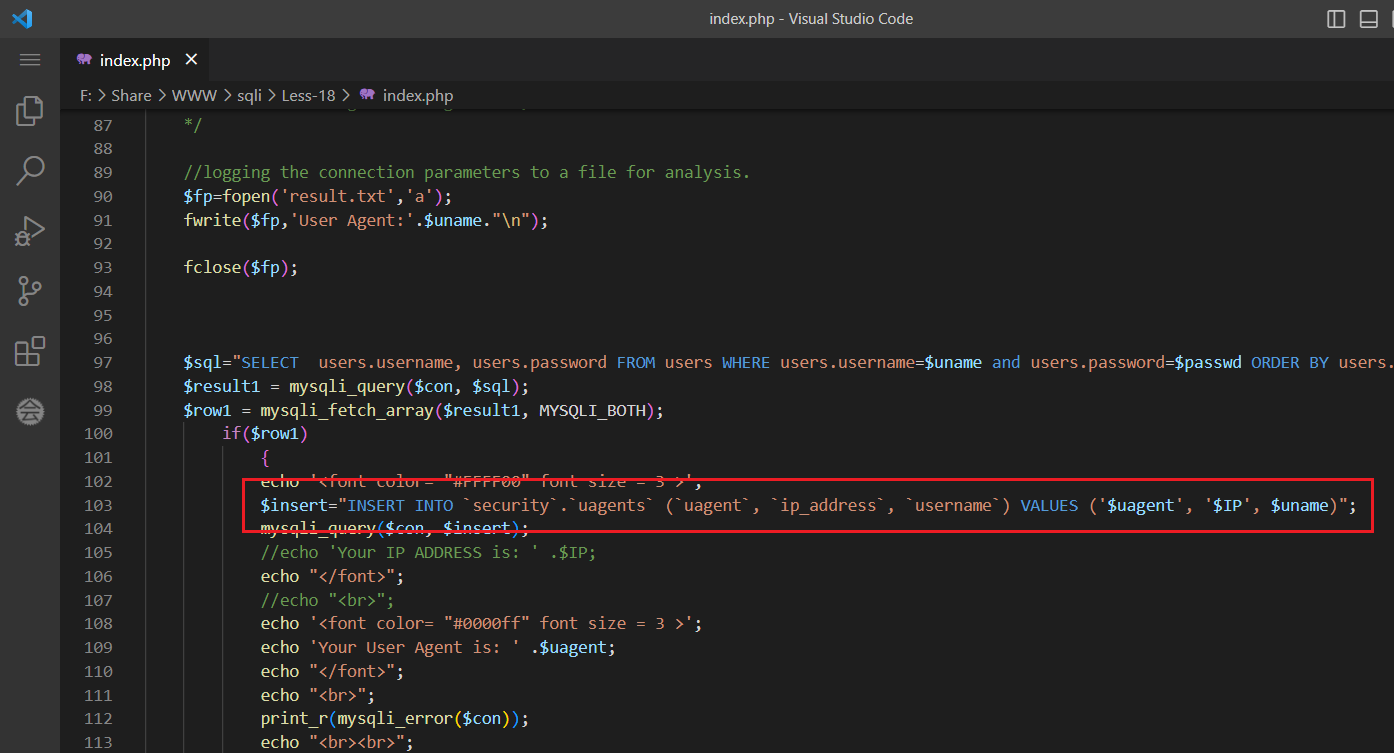 index.php - Visual Studio Code
index.php ×
F: > Share > WWW > sqli > Less-18 > index.php
87 */
88
89 //logging the connection parameters to a file for analysis.
90 $fp=fopen('result.txt','a');
91 fwrite($fp,'User Agent:'.$uname."\n");
92
93 fclose($fp);
94
95
96
97 $sql="SELECT  users.username, users.password FROM users WHERE users.username=$uname and users.password=$passwd ORDER BY users.
98 $result1 = mysqli_query($con, $sql);
99 $row1 = mysqli_fetch_array($result1, MYSQLI_BOTH);
100 if($row1)
101 {
102 echo '<font color= "#FFFF00" font size = 3 >';
103 $insert="INSERT INTO `security`.`uagents` (`uagent`, `ip_address`, `username`) VALUES ('$uagent', '$IP', $uname)";
104 mysqli_query($con, $insert);
105 //echo 'Your IP ADDRESS is: ' .$IP;
106 echo "</font>";
107 //echo "<br>";
108 echo '<font color= "#0000ff" font size = 3 >';
109 echo 'Your User Agent is: ' .$uagent;
110 echo "</font>";
111 echo "<br>";
112 print_r(mysqli_error($con));
113 echo "<br><br>";